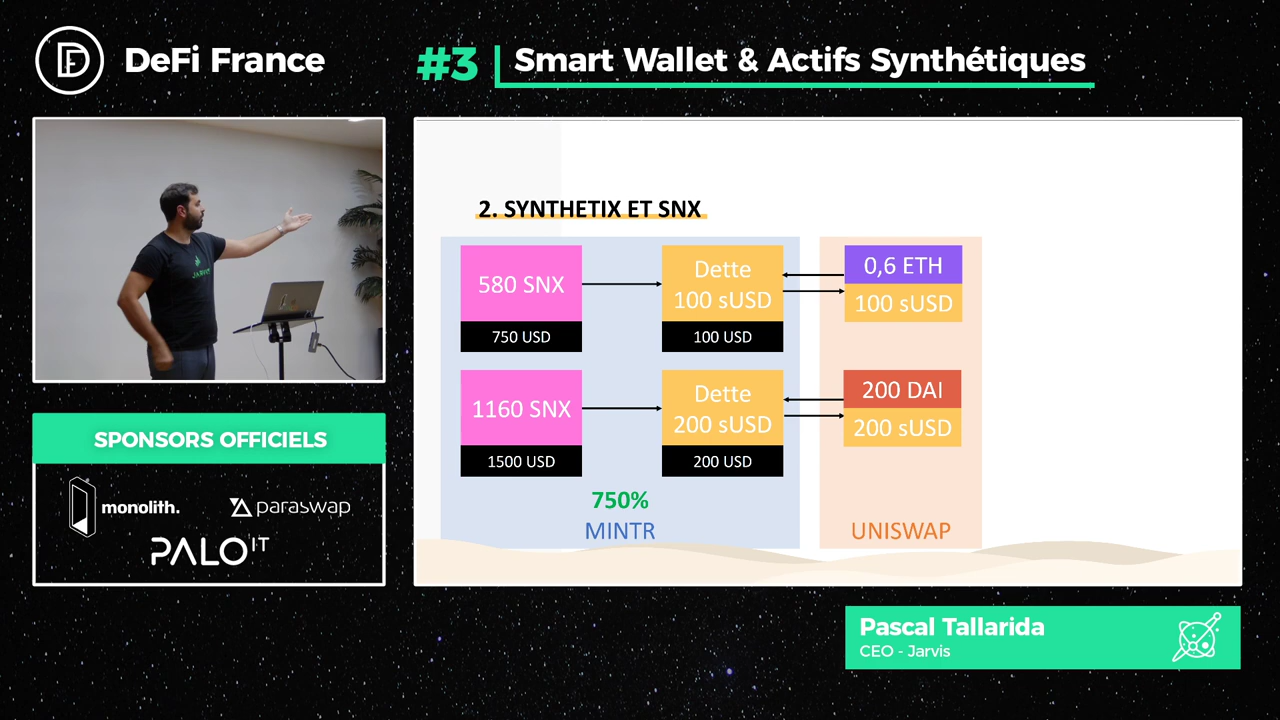 DeFi France
#3
Smart Wallet & Actifs Synthétiques
JARVIS
2. SYNTHETIX ET SNX
580 SNX
750 USD
Dette
100 sUSD
100 USD
0,6 ETH
100 sUSD
1160 SNX
1500 USD
Dette
200 sUSD
200 USD
200 DAI
200 sUSD
750%
MINTR
UNISWAP
SPONSORS OFFICIELS
monolith.
paraswap
PALO IT
Pascal Tallarida
CEO - Jarvis